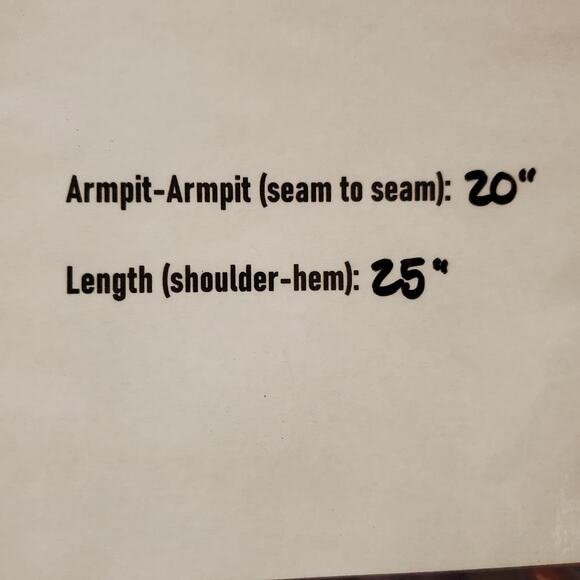 Armpit-Armpit (seam to seam): 20"
Length (shoulder-hem): 25"